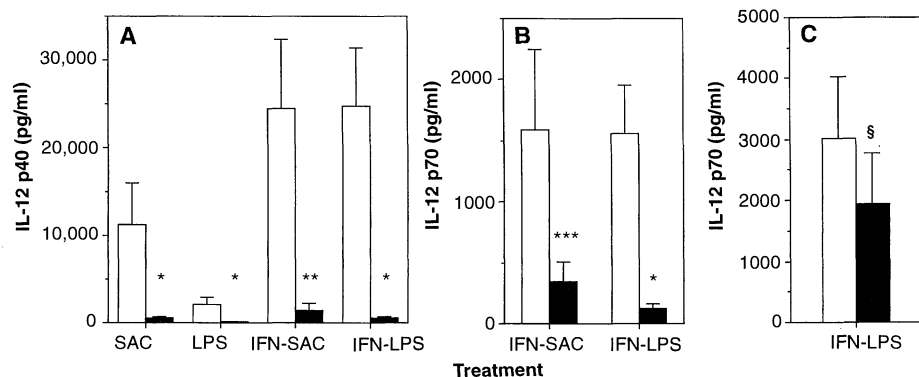 A
IL-12 p40 (pg/ml)
30,000
20,000
10,000
0
* * ** *
SAC LPS IFN-SAC IFN-LPS
B
IL-12 p70 (pg/ml)
2000
1000
0
*** *
IFN-SAC IFN-LPS
C
IL-12 p70 (pg/ml)
5000
4000
3000
2000
1000
0
§
IFN-LPS
Treatment